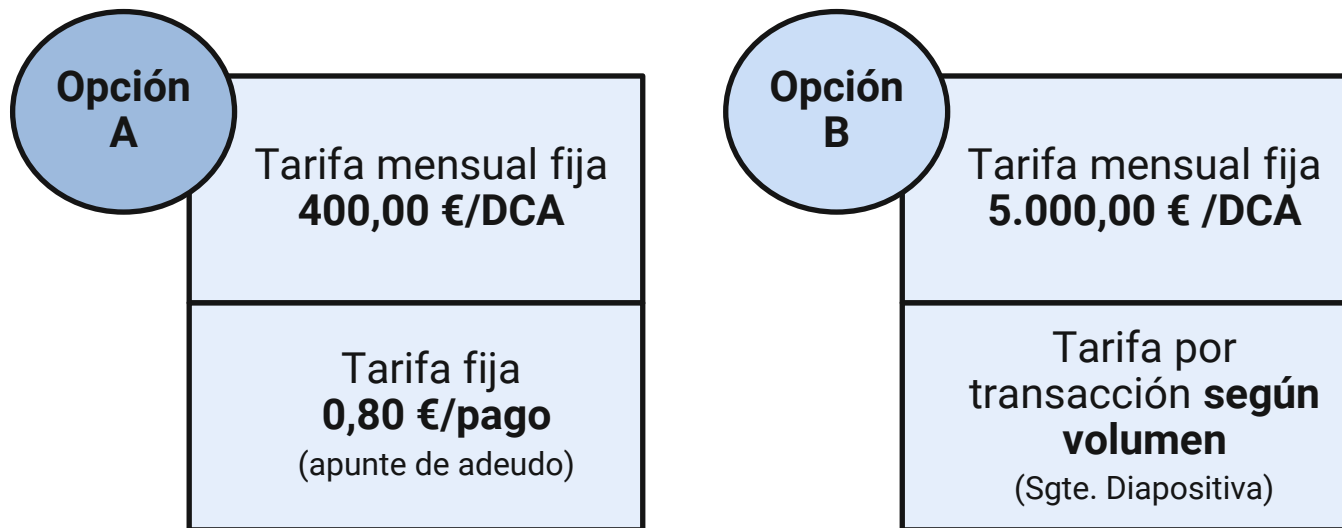 Opción
A
Tarifa mensual fija
400,00 €/DCA
Tarifa fija
0,80 €/pago
(apunte de adeudo)
Opción
B
Tarifa mensual fija
5.000,00 € /DCA
Tarifa por
transacción según
volumen
(Sgte. Diapositiva)